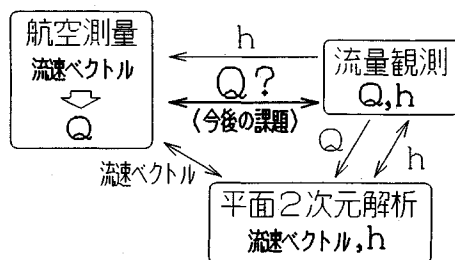 航空測量
流速ベクトル
Q
h
Q?
(今後の課題)
流量観測
Q,h
Q
h
流速ベクトル
平面2次元解析
流速ベクトル,h